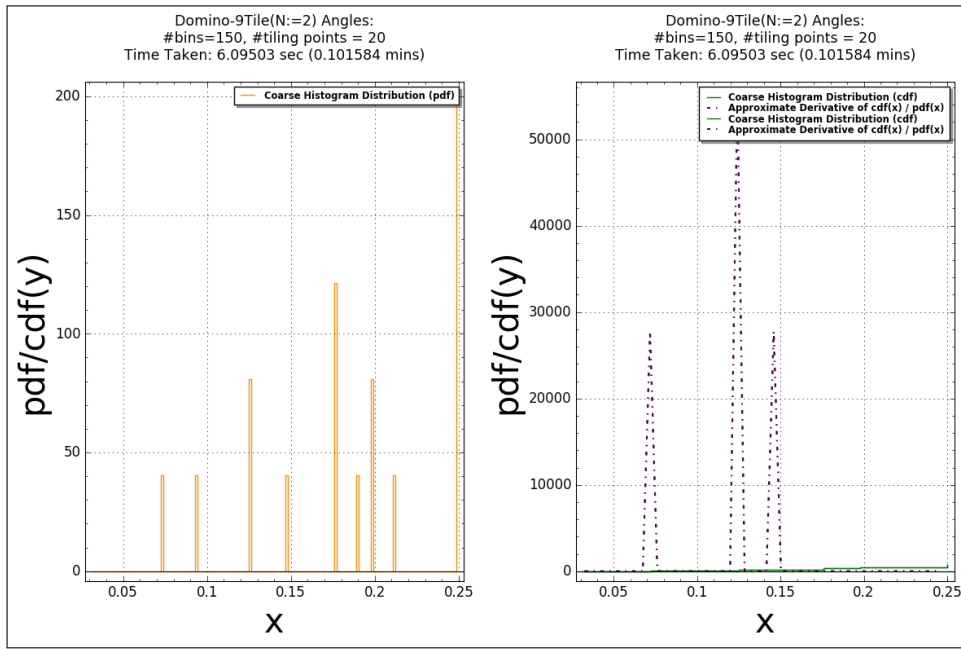 Domino-9Tile(N:=2) Angles:
#bins=150, #tiling points = 20
Time Taken: 6.09503 sec (0.101584 mins)
Coarse Histogram Distribution (pdf)
200
150
100
50
0
pdf/cdf(y)
0.05
0.1
0.15
0.2
0.25
x
Domino-9Tile(N:=2) Angles:
#bins=150, #tiling points = 20
Time Taken: 6.09503 sec (0.101584 mins)
Coarse Histogram Distribution (cdf)
Approximate Derivative of cdf(x) / pdf(x)
Coarse Histogram Distribution (cdf)
Approximate Derivative of cdf(x) / pdf(x)
50000
40000
30000
20000
10000
0
pdf/cdf(y)
0.05
0.1
0.15
0.2
0.25
x